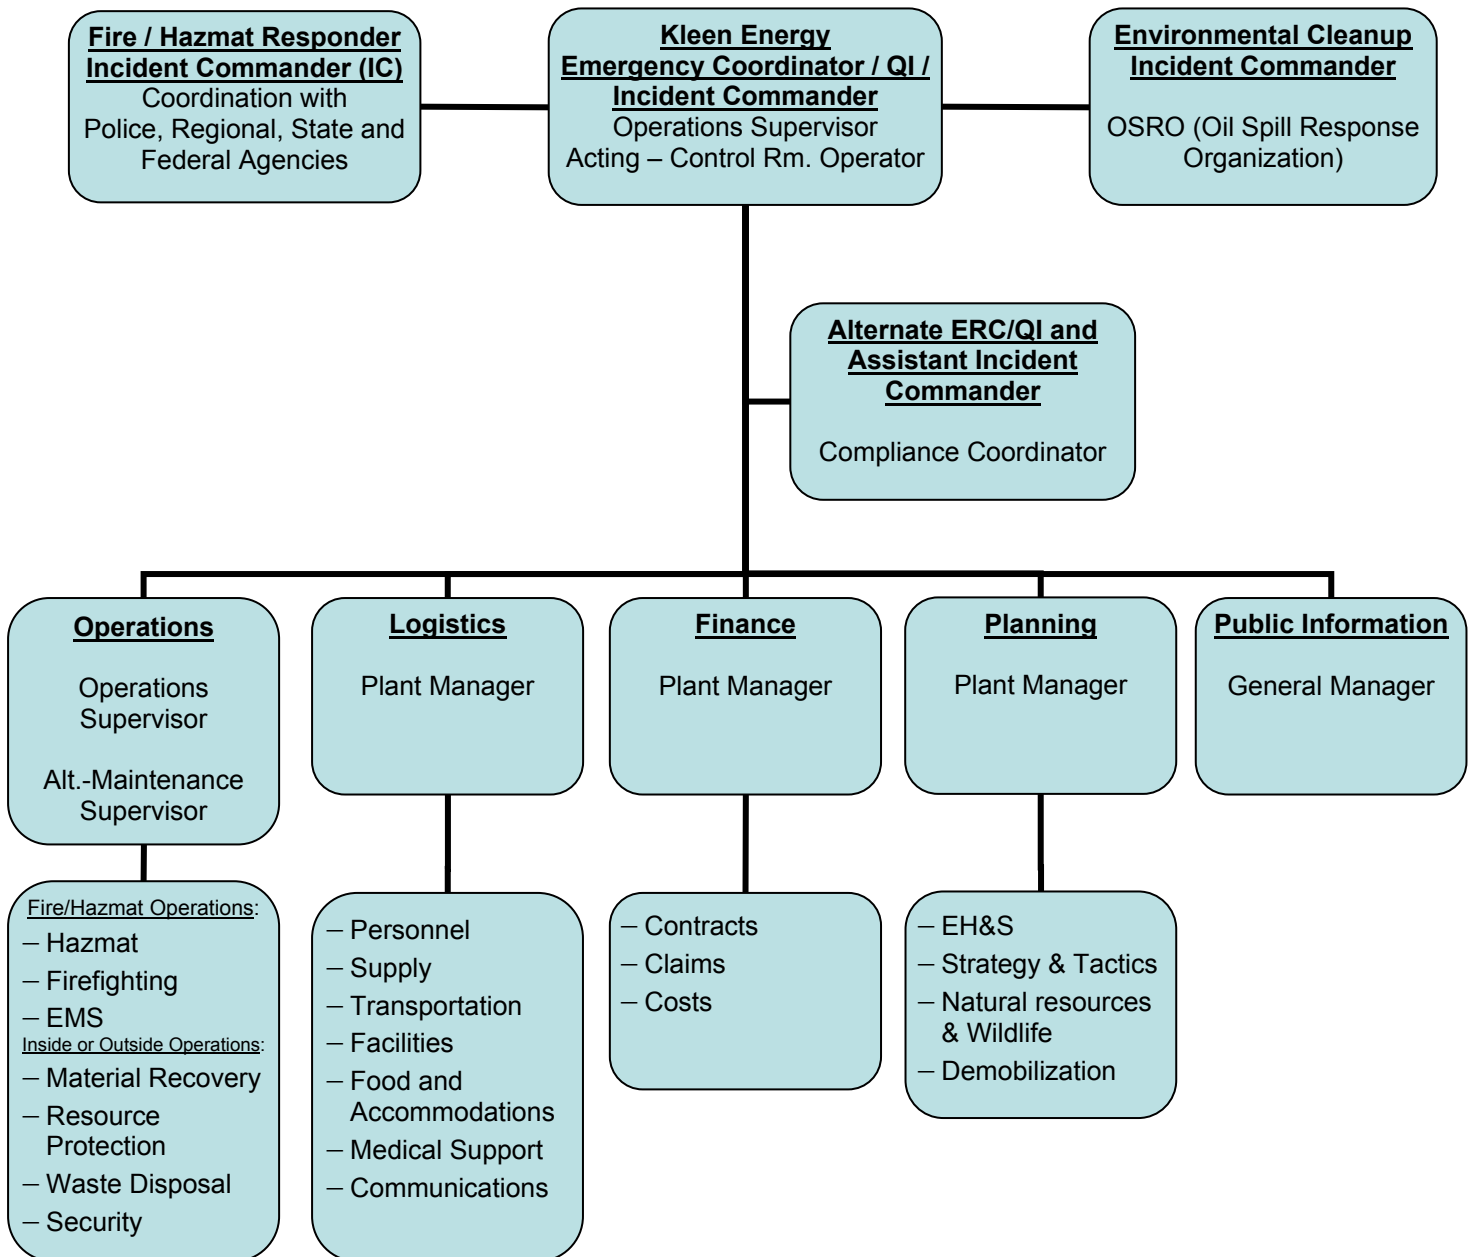 Fire / Hazmat Responder
Incident Commander (IC)
Coordination with
Police, Regional, State and
Federal Agencies
Kleen Energy
Emergency Coordinator / QI /
Incident Commander
Operations Supervisor
Acting – Control Rm. Operator
Environmental Cleanup
Incident Commander
OSRO (Oil Spill Response
Organization)
Alternate ERC/QI and
Assistant Incident
Commander
Compliance Coordinator
Operations
Operations
Supervisor
Alt.-Maintenance
Supervisor
Logistics
Plant Manager
Finance
Plant Manager
Planning
Plant Manager
Public Information
General Manager
Fire/Hazmat Operations:
– Hazmat
– Firefighting
– EMS
Inside or Outside Operations:
– Material Recovery
– Resource
Protection
– Waste Disposal
– Security
– Personnel
– Supply
– Transportation
– Facilities
– Food and
Accommodations
– Medical Support
– Communications
– Contracts
– Claims
– Costs
– EH&S
– Strategy & Tactics
– Natural resources
& Wildlife
– Demobilization